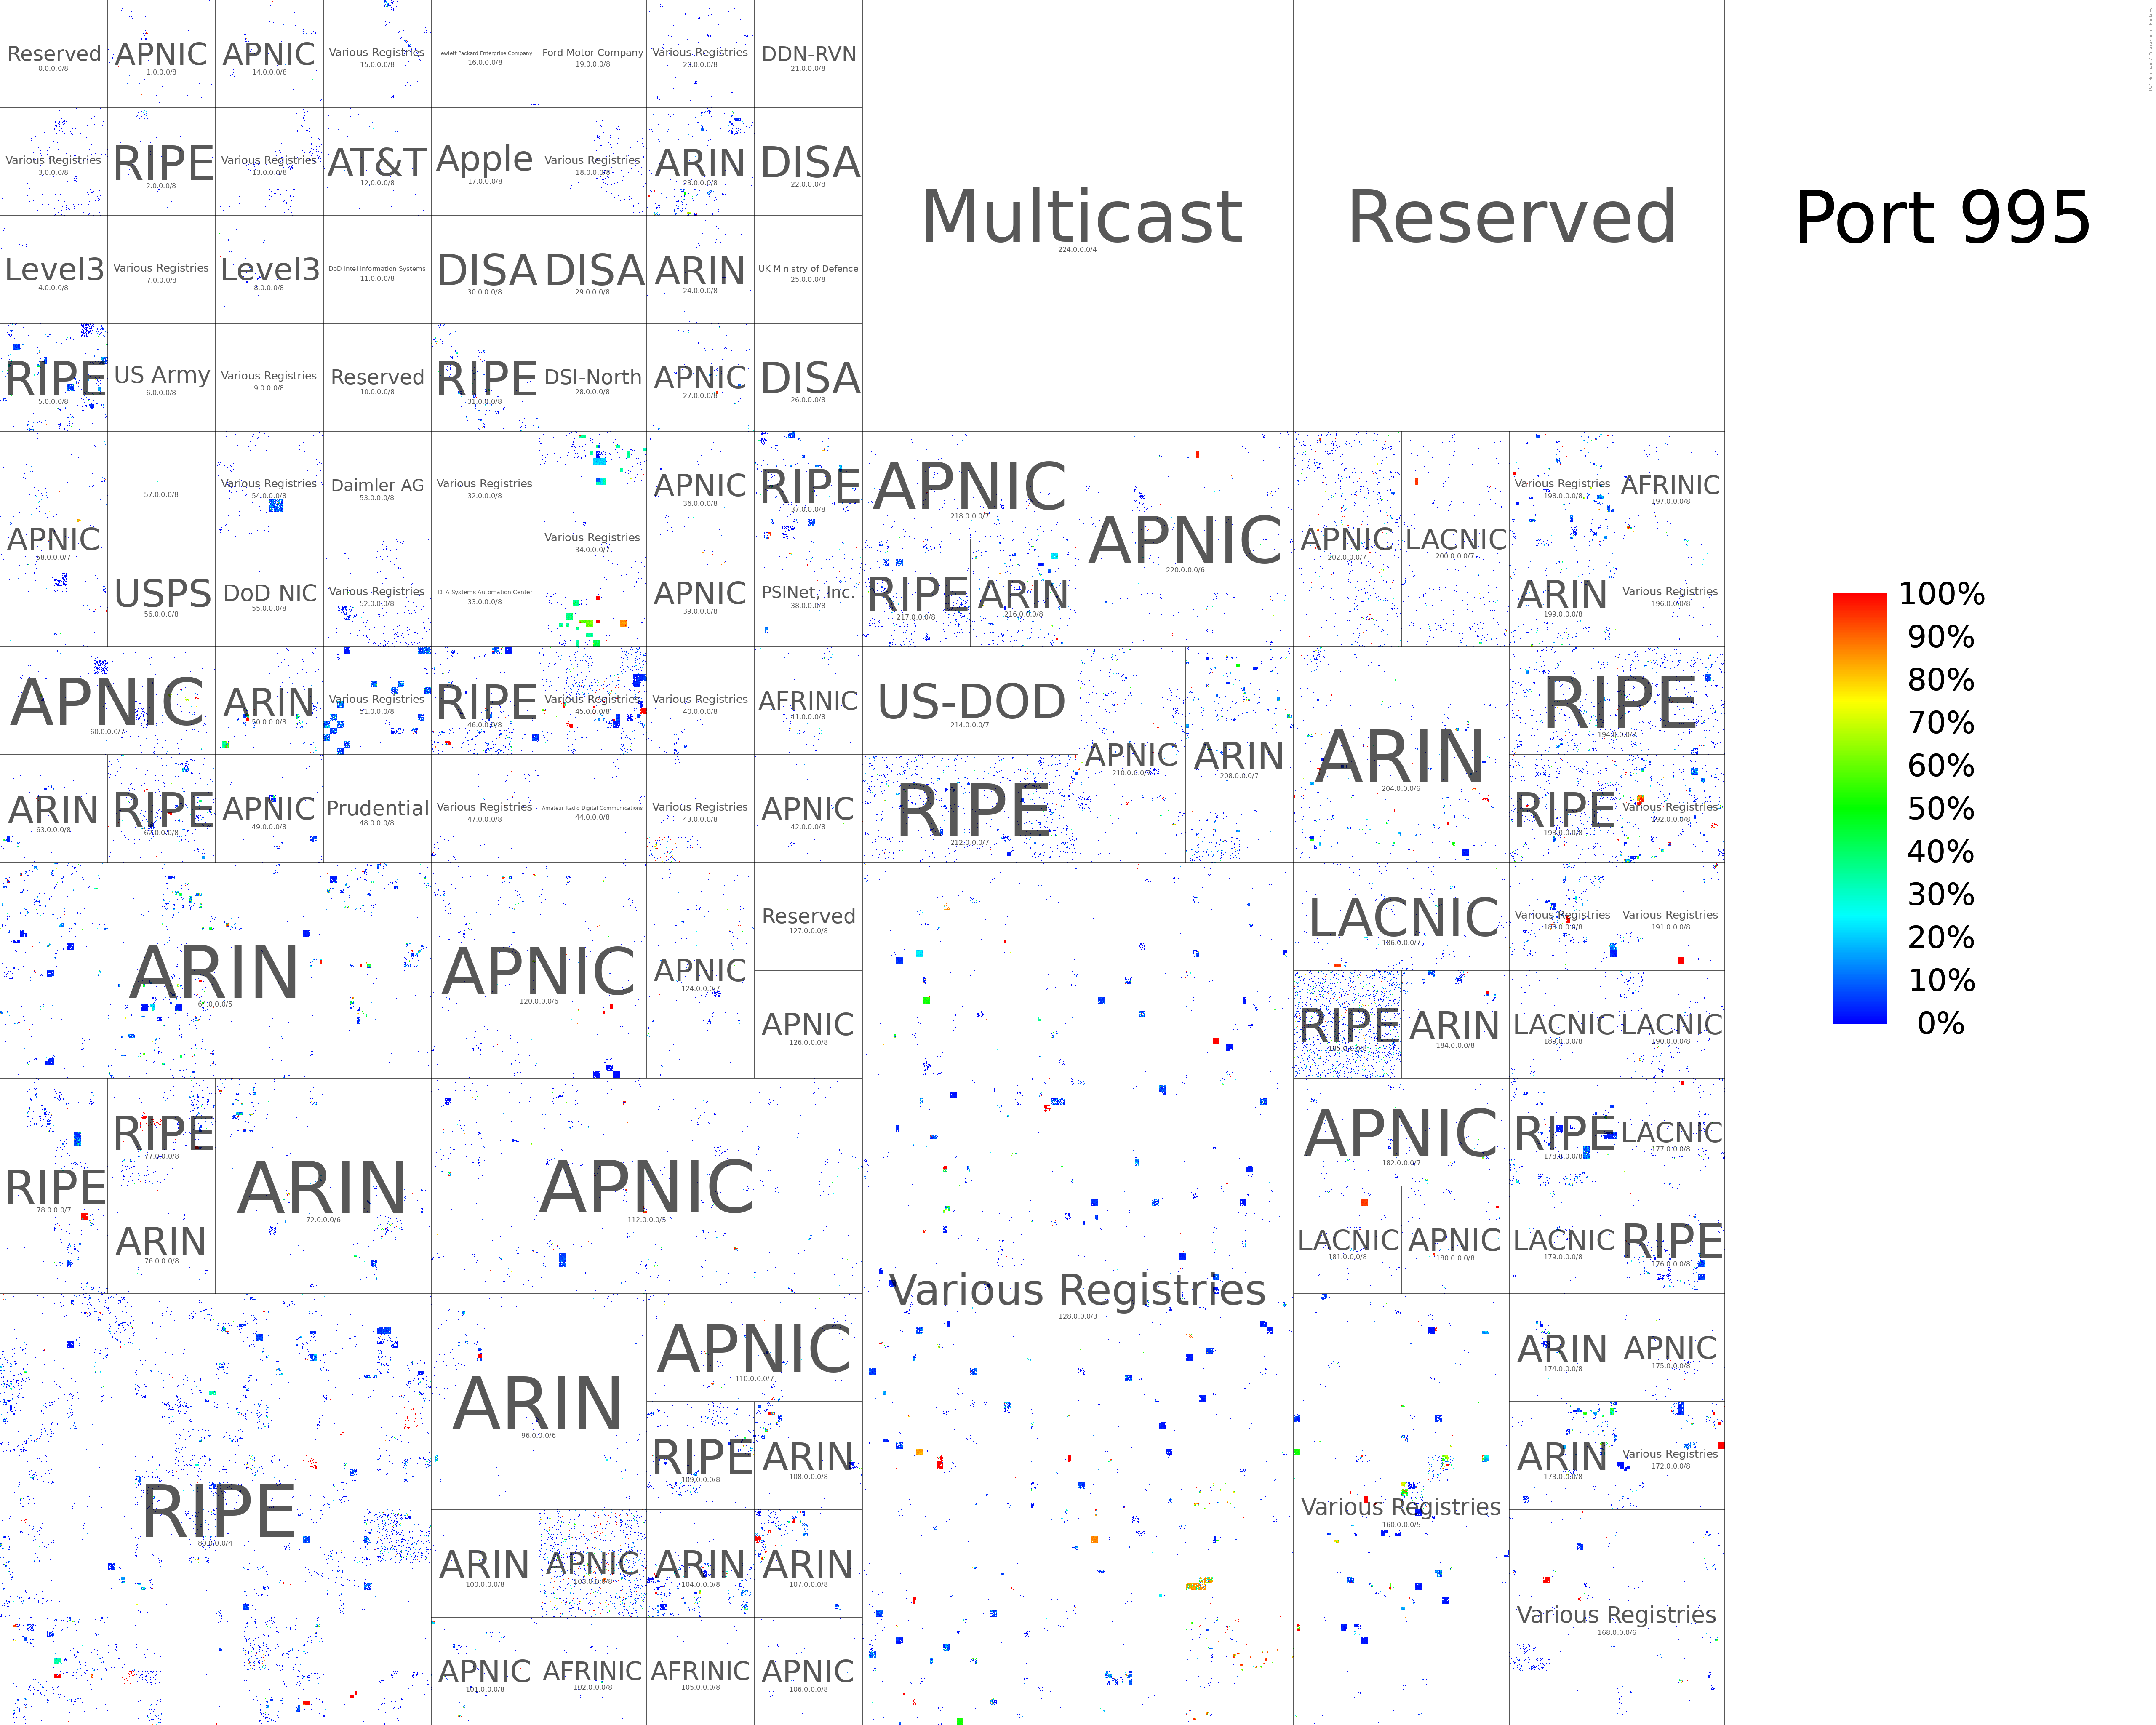 Reserved
0.0.0.0/8
APNIC
1.0.0.0/8
APNIC
14.0.0.0/8
Various Registries
15.0.0.0/8
Hewlett Packard Enterprise Company
16.0.0.0/8
Ford Motor Company
19.0.0.0/8
Various Registries
20.0.0.0/8
DDN-RVN
21.0.0.0/8
Various Registries
3.0.0.0/8
RIPE
2.0.0.0/8
Various Registries
13.0.0.0/8
AT&T
12.0.0.0/8
Apple
17.0.0.0/8
Various Registries
18.0.0.0/8
ARIN
23.0.0.0/8
DISA
22.0.0.0/8
Multicast
224.0.0.0/4
Reserved
Port 995
Level3
4.0.0.0/8
Various Registries
7.0.0.0/8
Level3
8.0.0.0/8
DoD Intel Information Systems
11.0.0.0/8
DISA
30.0.0.0/8
DISA
29.0.0.0/8
ARIN
24.0.0.0/8
UK Ministry of Defence
25.0.0.0/8
RIPE
5.0.0.0/8
US Army
6.0.0.0/8
Various Registries
9.0.0.0/8
Reserved
10.0.0.0/8
RIPE
31.0.0.0/8
DSI-North
28.0.0.0/8
APNIC
27.0.0.0/8
DISA
26.0.0.0/8
APNIC
58.0.0.0/7
57.0.0.0/8
Various Registries
54.0.0.0/8
Daimler AG
53.0.0.0/8
Various Registries
32.0.0.0/8
Various Registries
34.0.0.0/7
APNIC
36.0.0.0/8
RIPE
37.0.0.0/8
APNIC
218.0.0.0/7
APNIC
220.0.0.0/6
APNIC
202.0.0.0/7
LACNIC
200.0.0.0/7
Various Registries
198.0.0.0/8
AFRINIC
197.0.0.0/8
USPS
56.0.0.0/8
DoD NIC
55.0.0.0/8
Various Registries
52.0.0.0/8
DLA Systems Automation Center
33.0.0.0/8
APNIC
39.0.0.0/8
PSINet, Inc.
38.0.0.0/8
RIPE
217.0.0.0/8
ARIN
216.0.0.0/8
ARIN
199.0.0.0/8
Various Registries
196.0.0.0/8
100%
90%
80%
70%
60%
50%
40%
30%
20%
10%
0%
APNIC
60.0.0.0/7
ARIN
50.0.0.0/8
Various Registries
51.0.0.0/8
RIPE
46.0.0.0/8
Various Registries
45.0.0.0/8
Various Registries
40.0.0.0/8
AFRINIC
41.0.0.0/8
US-DOD
214.0.0.0/7
APNIC
210.0.0.0/7
ARIN
208.0.0.0/7
ARIN
204.0.0.0/6
RIPE
194.0.0.0/7
ARIN
63.0.0.0/8
RIPE
62.0.0.0/8
APNIC
49.0.0.0/8
Prudential
48.0.0.0/8
Various Registries
47.0.0.0/8
Amateur Radio Digital Communications
44.0.0.0/8
Various Registries
43.0.0.0/8
APNIC
42.0.0.0/8
RIPE
212.0.0.0/7
RIPE
193.0.0.0/8
Various Registries
192.0.0.0/8
ARIN
64.0.0.0/5
APNIC
120.0.0.0/6
APNIC
124.0.0.0/7
Reserved
127.0.0.0/8
APNIC
126.0.0.0/8
LACNIC
186.0.0.0/7
Various Registries
188.0.0.0/8
Various Registries
191.0.0.0/8
RIPE
185.0.0.0/8
ARIN
184.0.0.0/8
LACNIC
189.0.0.0/8
LACNIC
190.0.0.0/8
RIPE
78.0.0.0/7
RIPE
77.0.0.0/8
ARIN
76.0.0.0/8
ARIN
72.0.0.0/6
APNIC
112.0.0.0/5
Various Registries
128.0.0.0/3
APNIC
182.0.0.0/7
RIPE
178.0.0.0/8
LACNIC
177.0.0.0/8
LACNIC
181.0.0.0/8
APNIC
180.0.0.0/8
LACNIC
179.0.0.0/8
RIPE
176.0.0.0/8
RIPE
80.0.0.0/4
ARIN
96.0.0.0/6
APNIC
110.0.0.0/7
RIPE
109.0.0.0/8
ARIN
108.0.0.0/8
Various Registries
160.0.0.0/5
ARIN
174.0.0.0/8
APNIC
175.0.0.0/8
ARIN
173.0.0.0/8
Various Registries
172.0.0.0/8
ARIN
100.0.0.0/8
APNIC
103.0.0.0/8
ARIN
104.0.0.0/8
ARIN
107.0.0.0/8
APNIC
101.0.0.0/8
AFRINIC
102.0.0.0/8
AFRINIC
105.0.0.0/8
APNIC
106.0.0.0/8
Various Registries
168.0.0.0/6